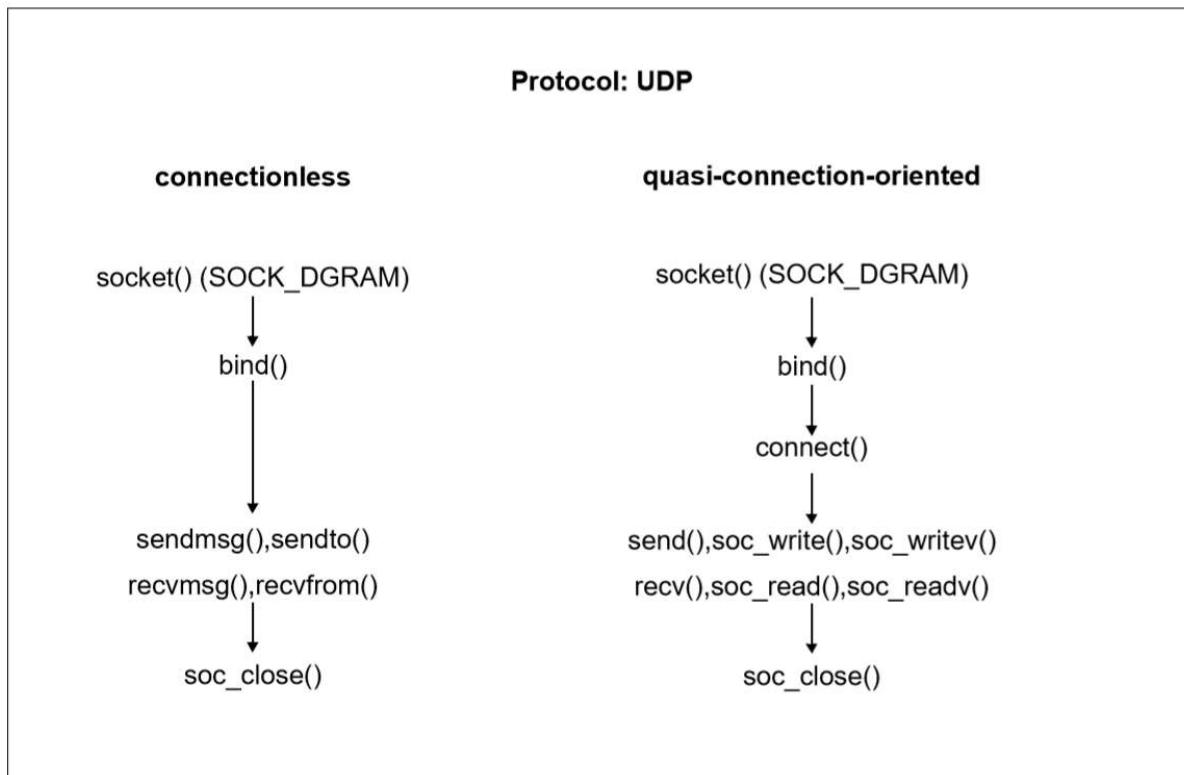 Protocol: UDP
connectionless
socket() (SOCK_DGRAM)
bind()
sendmsg(),sendto()
recvmsg(),recvfrom()
soc_close()
quasi-connection-oriented
socket() (SOCK_DGRAM)
bind()
connect()
send(),soc_write(),soc_writev()
recv(),soc_read(),soc_readv()
soc_close()